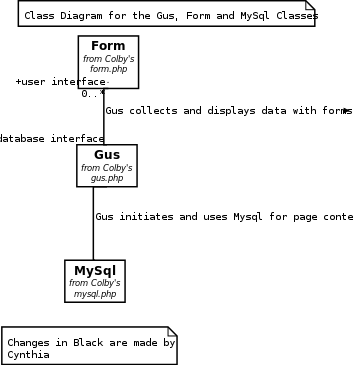 Class Diagram for the Gus, Form and MySql Classes
Form
from Colby's
form.php
+user interface
0..*
Gus collects and displays data with forms
database interface
Gus
from Colby's
gus.php
Gus initiates and uses Mysql for page conte
MySql
from Colby's
mysql.php
Changes in Black are made by
Cynthia